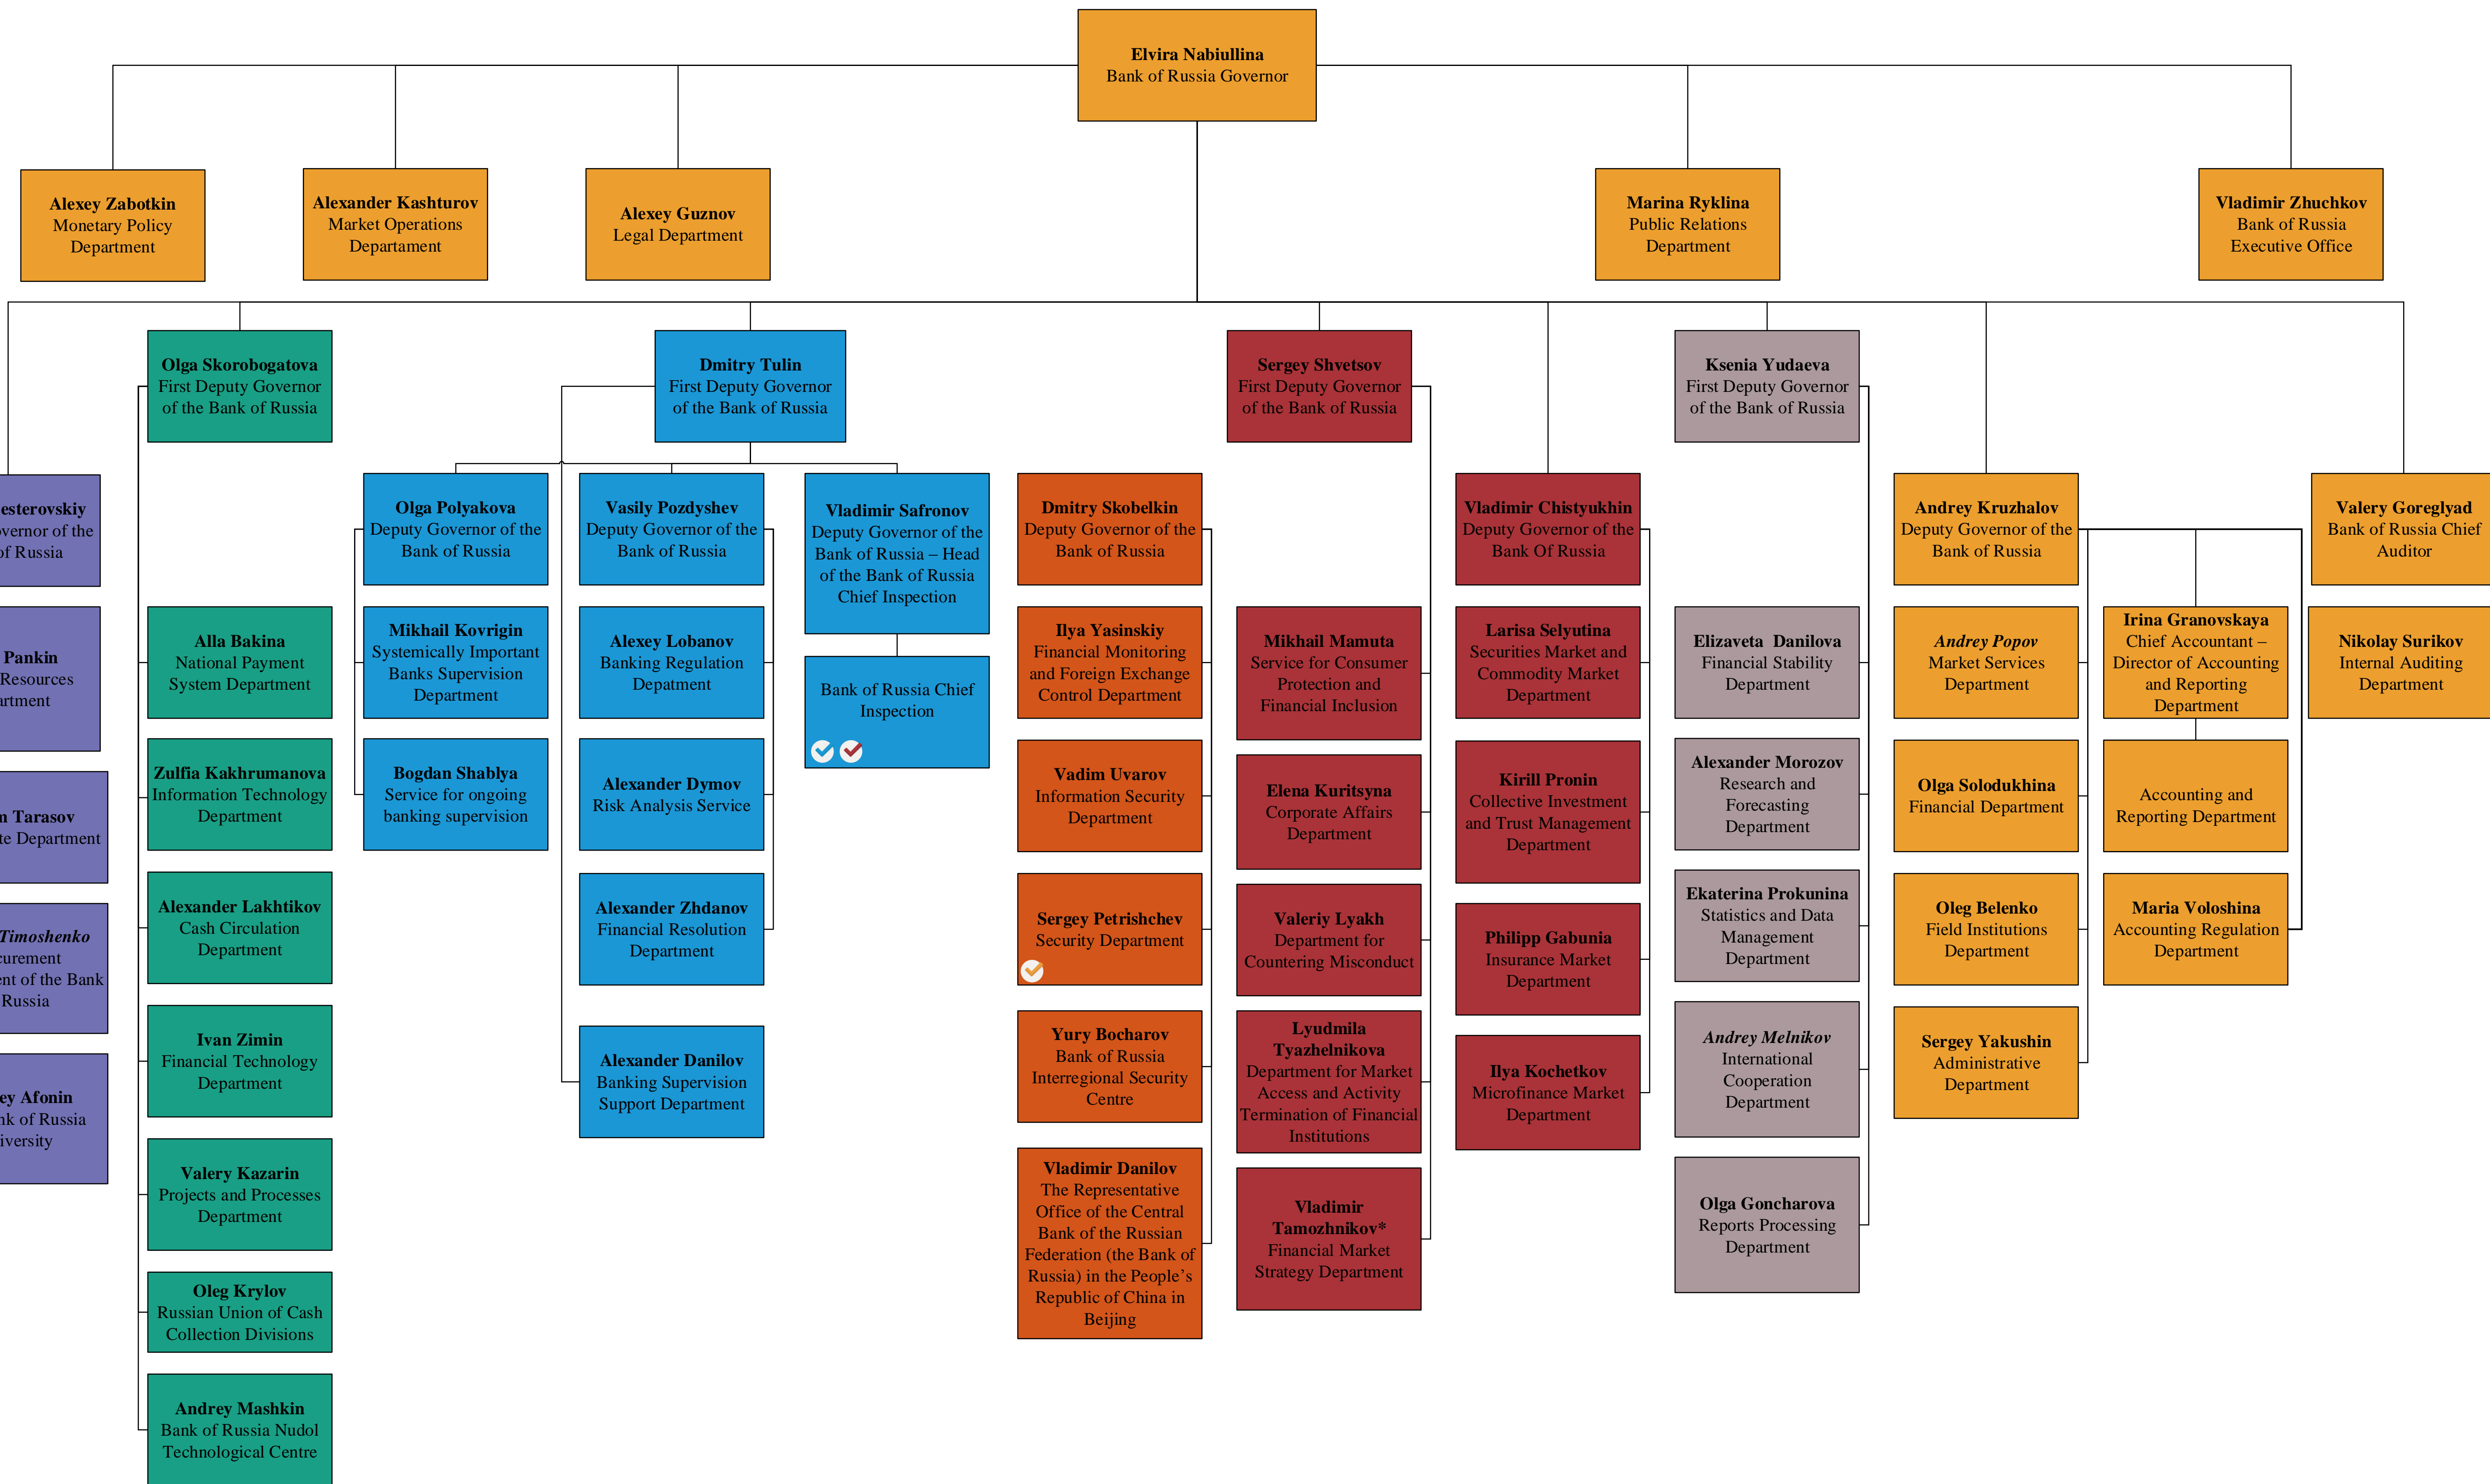 Elvira Nabiullina
Bank of Russia Governor
Alexey Zabotkin
Monetary Policy
Department
Alexander Kashturov
Market Operations
Departament
Alexey Guznov
Legal Department
Marina Ryklina
Public Relations
Department
Vladimir Zhuchkov
Bank of Russia
Executive Office
of the
of Russia
Pankin
Resources
Tarasov
Department
Timoshenko
of the Bank
Russia
Afonin
of Russia
Olga Skorobogatova
First Deputy Governor
of the Bank of Russia
Alla Bakina
National Payment
System Department
Zulfia Kakhrumanova
Information Technology
Department
Alexander Lakhtikov
Cash Circulation
Department
Ivan Zimin
Financial Technology
Department
Valery Kazarin
Projects and Processes
Department
Oleg Krylov
Russian Union of Cash
Collection Divisions
Andrey Mashkin
Bank of Russia Nudol
Technological Centre
Dmitry Tulin
First Deputy Governor
of the Bank of Russia
Olga Polyakova
Deputy Governor of the
Bank of Russia
Mikhail Kovrigin
Systemically Important
Banks Supervision
Department
Bogdan Shablya
Service for ongoing
banking supervision
Vasily Pozdyshev
Deputy Governor of the
Bank of Russia
Alexey Lobanov
Banking Regulation
Depatment
Alexander Dymov
Risk Analysis Service
Alexander Zhdanov
Financial Resolution
Department
Alexander Danilov
Banking Supervision
Support Department
Vladimir Safronov
Deputy Governor of the
Bank of Russia – Head
of the Bank of Russia
Chief Inspection
Bank of Russia Chief
Inspection
Dmitry Skobelkin
Deputy Governor of the
Bank of Russia
Ilya Yasinskiy
Financial Monitoring
and Foreign Exchange
Control Department
Vadim Uvarov
Information Security
Department
Sergey Petrishchev
Security Department
Yury Bocharov
Bank of Russia
Interregional Security
Centre
Vladimir Danilov
The Representative
Office of the Central
Bank of the Russian
Federation (the Bank of
Russia) in the People’s
Republic of China in
Beijing
Sergey Shvetsov
First Deputy Governor
of the Bank of Russia
Mikhail Mamuta
Service for Consumer
Protection and
Financial Inclusion
Elena Kuritsyna
Corporate Affairs
Department
Valeriy Lyakh
Department for
Countering Misconduct
Lyudmila
Tyazhelnikova
Department for Market
Access and Activity
Termination of Financial
Institutions
Vladimir
Tamozhnikov*
Financial Market
Strategy Department
Vladimir Chistyukhin
Deputy Governor of the
Bank Of Russia
Larisa Selyutina
Securities Market and
Commodity Market
Department
Kirill Pronin
Collective Investment
and Trust Management
Department
Philipp Gabunia
Insurance Market
Department
Ilya Kochetkov
Microfinance Market
Department
Ksenia Yudaeva
First Deputy Governor
of the Bank of Russia
Elizaveta Danilova
Financial Stability
Department
Alexander Morozov
Research and
Forecasting
Department
Ekaterina Prokunina
Statistics and Data
Management
Department
Andrey Melnikov
International
Cooperation
Department
Olga Goncharova
Reports Processing
Department
Andrey Kruzhalov
Deputy Governor of the
Bank of Russia
Andrey Popov
Market Services
Department
Olga Solodukhina
Financial Department
Oleg Belenko
Field Institutions
Department
Sergey Yakushin
Administrative
Department
Irina Granovskaya
Chief Accountant –
Director of Accounting
and Reporting
Department
Accounting and
Reporting Department
Maria Voloshina
Accounting Regulation
Department
Valery Goreglyad
Bank of Russia Chief
Auditor
Nikolay Surikov
Internal Auditing
Department